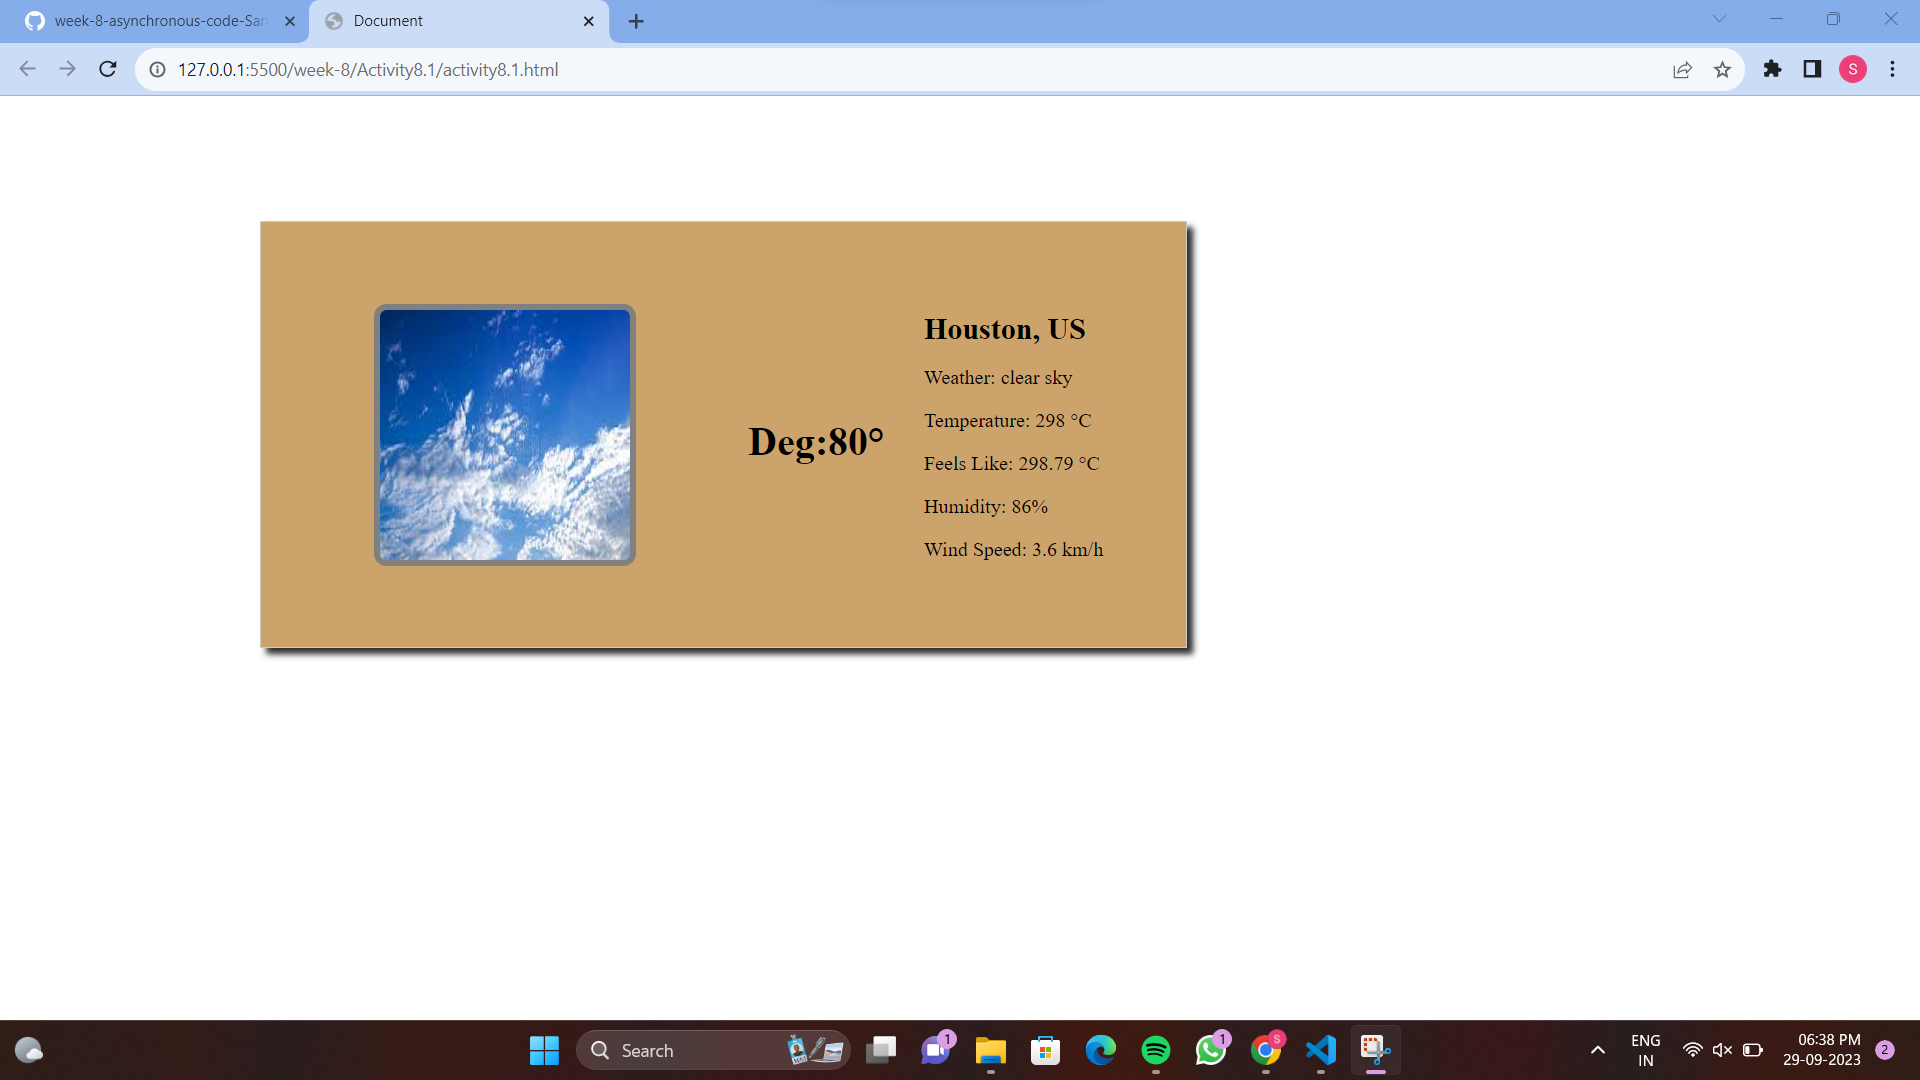 week-8-asynchronous-code-San
Document
127.0.0.1:5500/week-8/Activity8.1/activity8.1.html
S
Houston, US
Weather: clear sky
Temperature: 298 °C
Deg:80°
Feels Like: 298.79 °C
Humidity: 86%
Wind Speed: 3.6 km/h
Search
1
1
S
ENG
IN
06:38 PM
29-09-2023
2